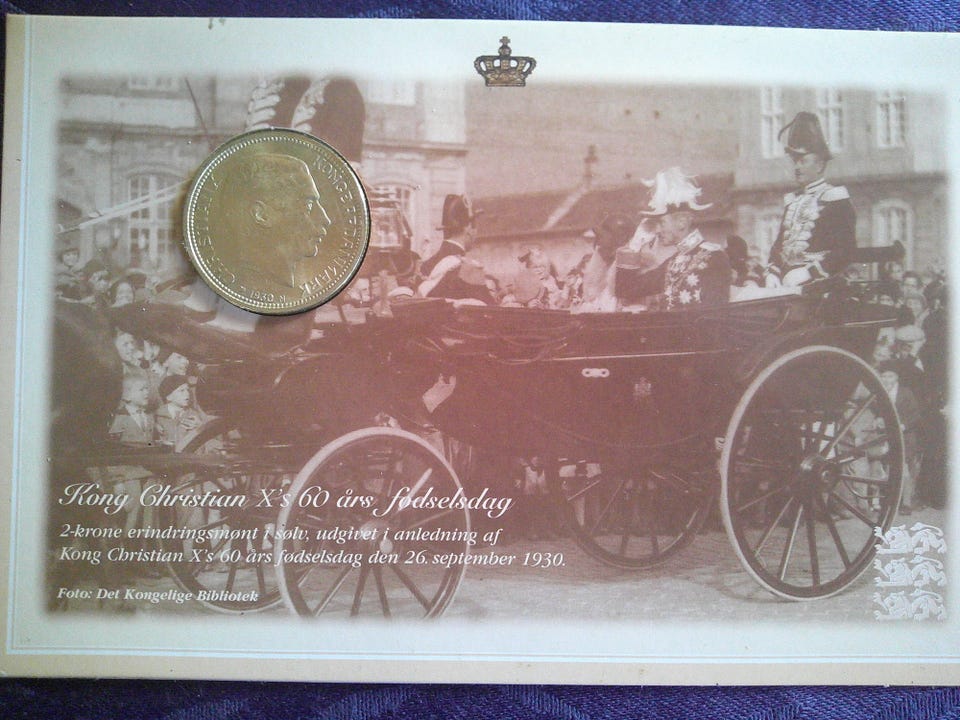 CHRISTIAN X KONGE AF DANMARK
1930 N
Kong Christian X's 60 års fødselsdag
2-krone erindringsmønt i sølv, udgivet i anledning af
Kong Christian X's 60 års fødselsdag den 26. september 1930.
Foto: Det Kongelige Bibliotek